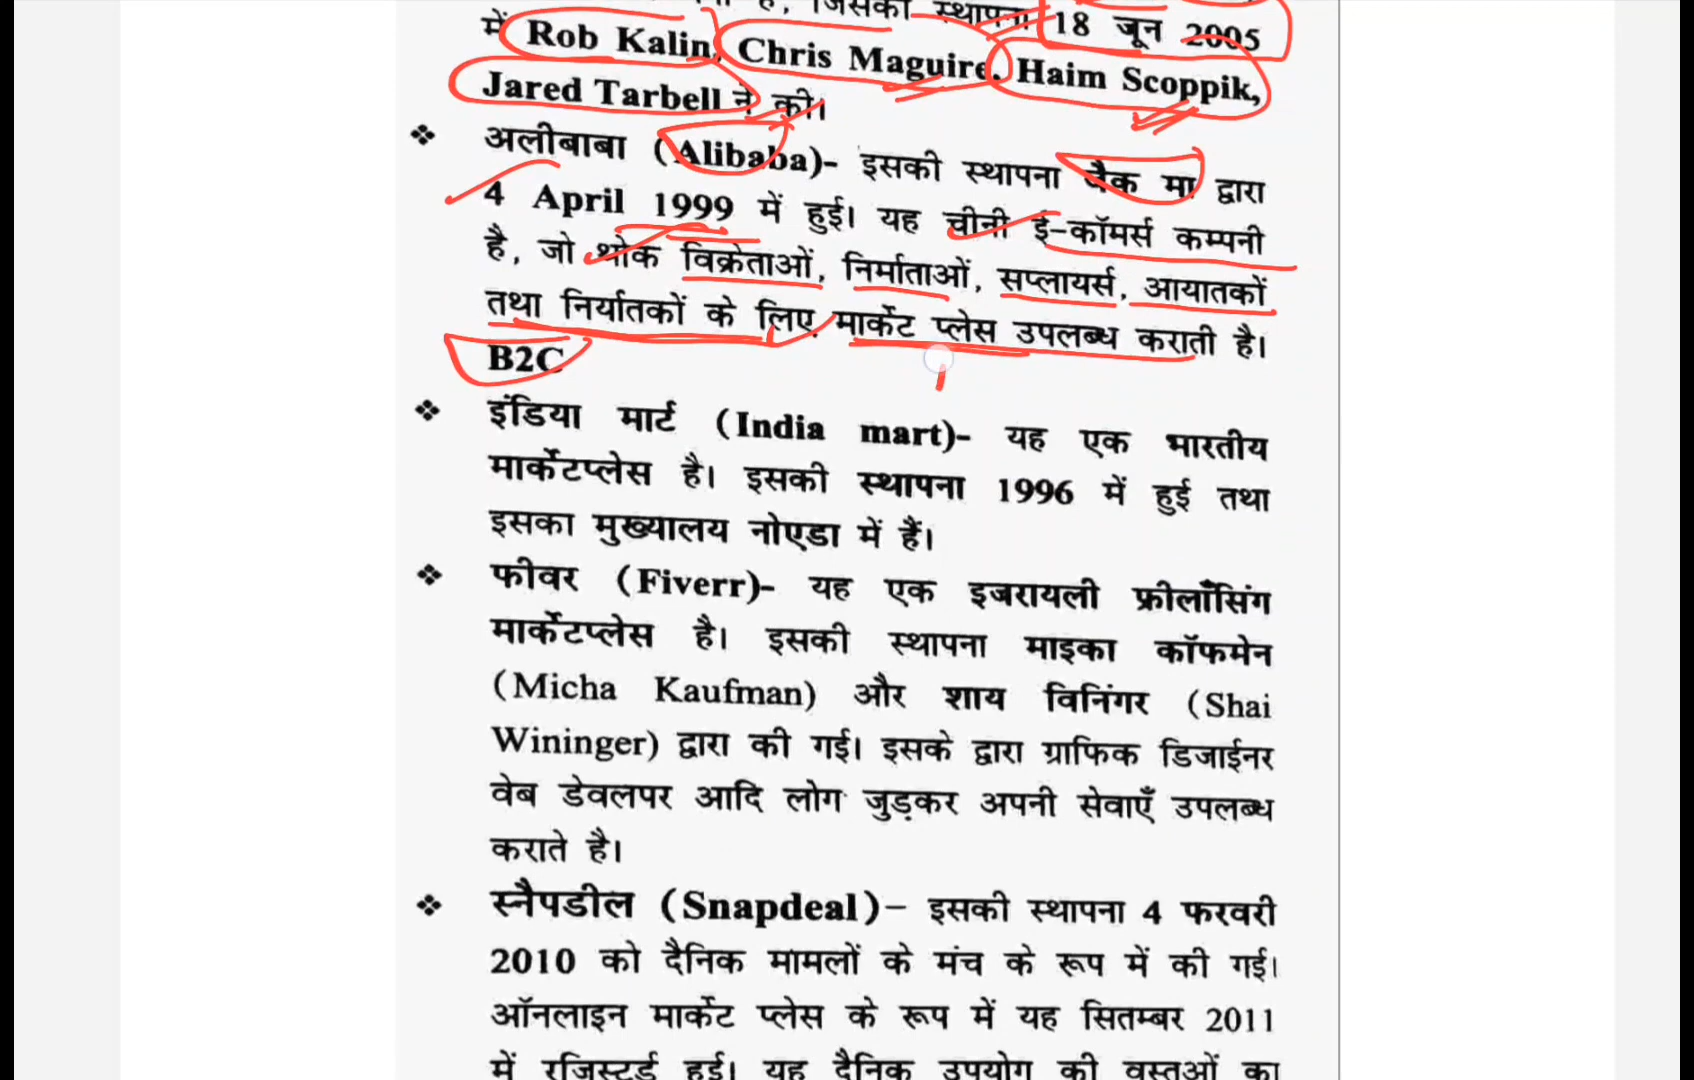 जिसकी स्थापना 18 जून 2005
में Rob Kalin, Chris Maguire, Haim Scoppik,
Jared Tarbell ने की।
❖ अलीबाबा (Alibaba)- इसकी स्थापना जैक मा द्वारा
4 April 1999 में हुई। यह चीनी ई-कॉमर्स कम्पनी
है, जो थोक विक्रेताओं, निर्माताओं, सप्लायर्स, आयातकों
तथा निर्यातकों के लिए मार्केट प्लेस उपलब्ध कराती है।
B2C
❖ इंडिया मार्ट (India mart)- यह एक भारतीय
मार्केटप्लेस है। इसकी स्थापना 1996 में हुई तथा
इसका मुख्यालय नोएडा में हैं।
❖ फीवर (Fiverr)- यह एक इजरायली फ्रीलाँसिंग
मार्केटप्लेस है। इसकी स्थापना माइका कॉफमेन
(Micha Kaufman) और शाय विनिंगर (Shai
Wininger) द्वारा की गई। इसके द्वारा ग्राफिक डिजाईनर
वेब डेवलपर आदि लोग जुड़कर अपनी सेवाएँ उपलब्ध
कराते है।
❖ स्नैपडील (Snapdeal)– इसकी स्थापना 4 फरवरी
2010 को दैनिक मामलों के मंच के रूप में की गई।
ऑनलाइन मार्केट प्लेस के रूप में यह सितम्बर 2011
में रजिस्टर्ड हुई। यह दैनिक उपयोग की वस्तुओं का